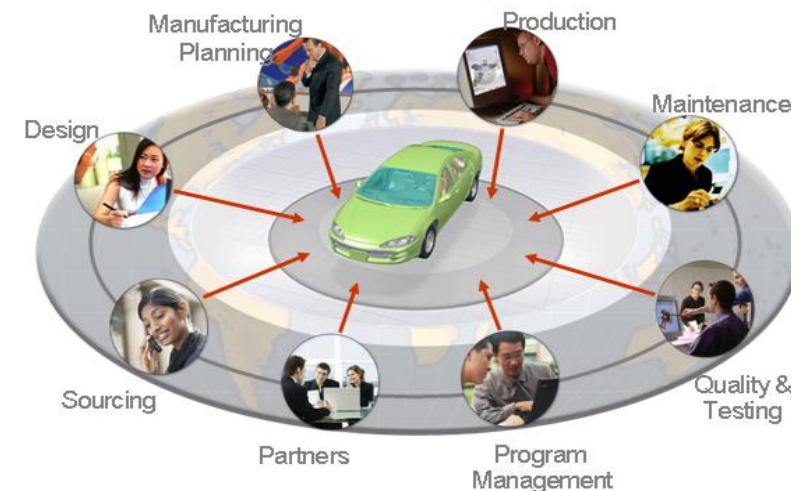 Manufacturing
Planning
Production
Design
Maintenance
Sourcing
Quality &
Testing
Partners
Program
Management